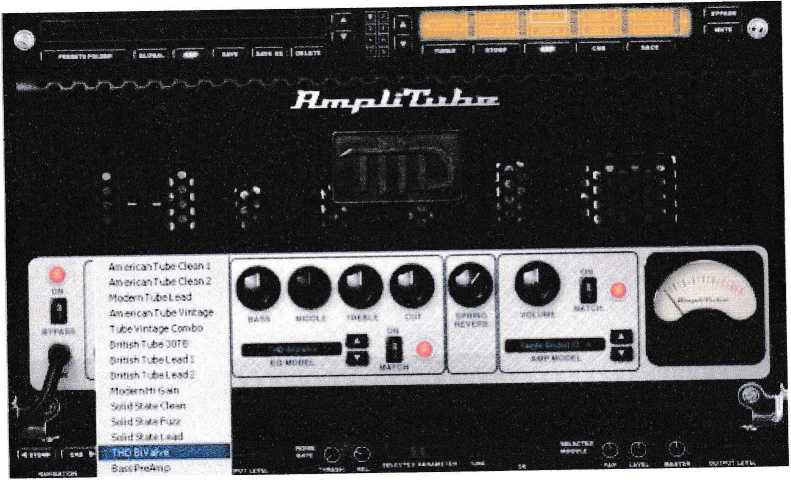 PRESETS FOLDER GLOBAL AMP SAVE SAVE AS DELETE
TUNER STOMP AMP CAB RACK
BYPASS
MUTE
AmpliTube
THD
American Tube Clean 1
American Tube Clean 2
Modern Tube Lead
American Tube Vintage
Tube Vintage Combo
British Tube 30TB
British Tube Lead 1
British Tube Lead 2
Modern Hi Gain
Solid State Clean
Solid State Fuzz
Solid State Lead
THD BiValve
Bass PreAmp
ON
BYPASS
BASS MIDDLE TREBLE CUT
SPRING
REVERB
VOLUME
ON
MATCH
THD BiValve
EQ MODEL
ON
MATCH
AMP MODEL
AmpliTube
STOMP CAB
NAVIGATION
NOISE
GATE
THRESH REL
SELECTED PARAMETER
SELECTED
MODULE
PAN LEVEL MASTER
OUTPUT LEVEL